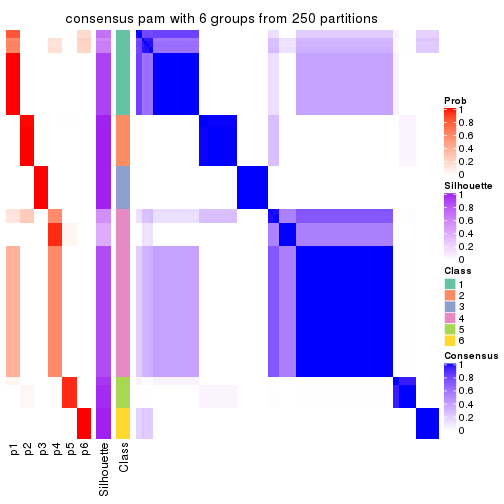 consensus pam with 6 groups from 250 partitions
Prob
1
0.8
0.6
0.4
0.2
0
Silhouette
1
0.8
0.6
0.4
0.2
0
Class
1
2
3
4
5
6
Consensus
1
0.8
0.6
0.4
0.2
0
p1
p2
p3
p4
p5
p6
Silhouette
Class